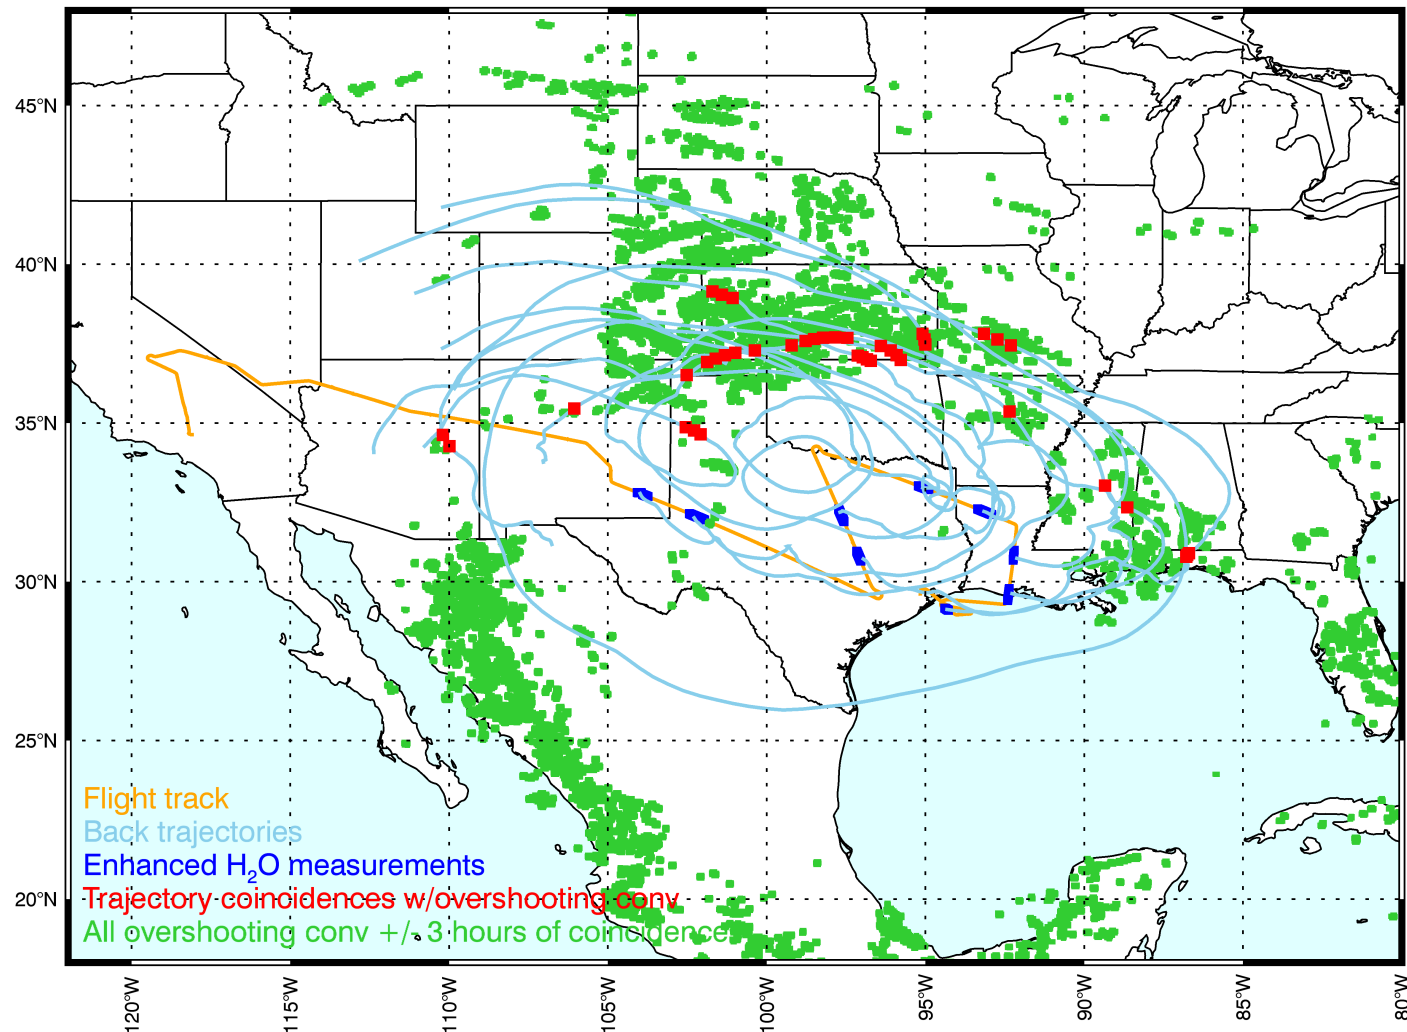 45°N
40°N
35°N
30°N
25°N
20°N
Flight track
Back trajectories
Enhanced H₂O measurements
Trajectory coincidences w/overshooting conv
All overshooting conv +/- 3 hours of coincidence
120°W 115°W 110°W 105°W 100°W 95°W 90°W 85°W 80°W